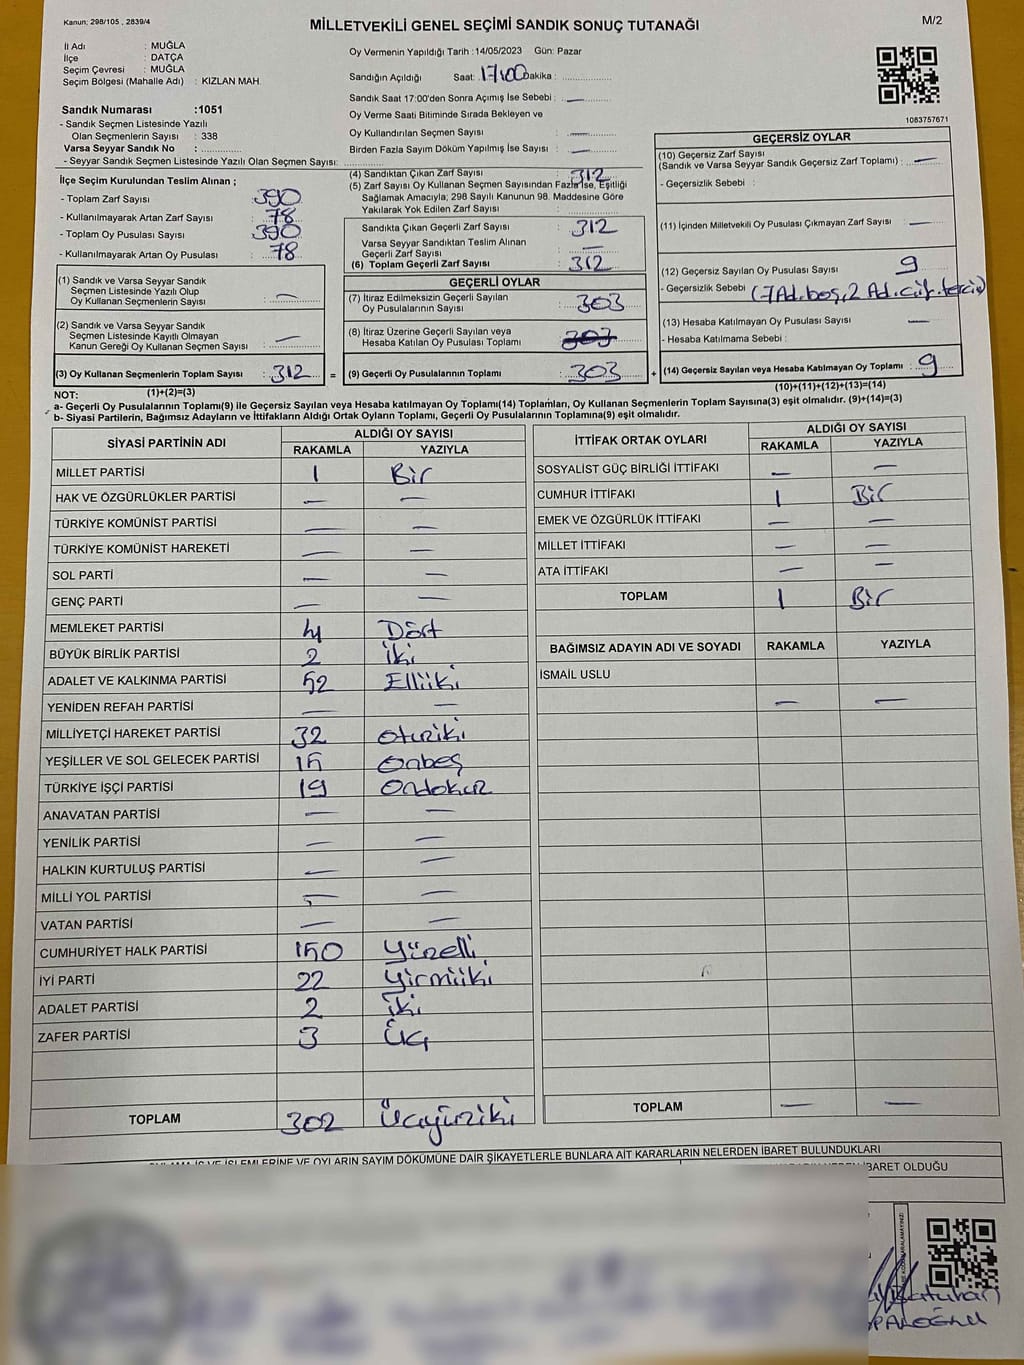 Kanun; 298/105 , 2839/4
MİLLETVEKİLİ GENEL SEÇİMİ SANDIK SONUÇ TUTANAĞI
M/2
İl Adı : MUĞLA
İlçe : DATÇA
Seçim Çevresi : MUĞLA
Seçim Bölgesi (Mahalle Adı) : KIZLAN MAH.
Sandık Numarası :1051
- Sandık Seçmen Listesinde Yazılı
Olan Seçmenlerin Sayısı : 338
Varsa Seyyar Sandık No : ..............
- Seyyar Sandık Seçmen Listesinde Yazılı Olan Seçmen Sayısı: ..............
Oy Vermenin Yapıldığı Tarih :14/05/2023 Gün: Pazar
Sandığın Açıldığı Saat: 17:00 Dakika : ..............
Sandık Saat 17:00'den Sonra Açımış İse Sebebi : —
Oy Verme Saati Bitiminde Sırada Bekleyen ve
Oy Kullandırılan Seçmen Sayısı : —
Birden Fazla Sayım Döküm Yapılmış İse Sayısı : —
1083757671
İlçe Seçim Kurulundan Teslim Alınan ;
- Toplam Zarf Sayısı : 390
- Kullanılmayarak Artan Zarf Sayısı : 78
- Toplam Oy Pusulası Sayısı : 390
- Kullanılmayarak Artan Oy Pusulası : 78
(4) Sandıktan Çıkan Zarf Sayısı : 312
(5) Zarf Sayısı Oy Kullanan Seçmen Sayısından Fazla İse, Eşitliği
Sağlamak Amacıyla; 298 Sayılı Kanunun 98. Maddesine Göre
Yakılarak Yok Edilen Zarf Sayısı :
Sandıkta Çıkan Geçerli Zarf Sayısı : 312
Varsa Seyyar Sandıktan Teslim Alınan
Geçerli Zarf Sayısı : —
(6) Toplam Geçerli Zarf Sayısı : 312
GEÇERSİZ OYLAR
(10) Geçersiz Zarf Sayısı
(Sandık ve Varsa Seyyar Sandık Geçersiz Zarf Toplamı) : —
- Geçersizlik Sebebi :
(11) İçinden Milletvekili Oy Pusulası Çıkmayan Zarf Sayısı : —
(12) Geçersiz Sayılan Oy Pusulası Sayısı : 9
- Geçersizlik Sebebi : (7 Ad. boş, 2 Ad. çift tercih)
(13) Hesaba Katılmayan Oy Pusulası Sayısı : —
- Hesaba Katılmama Sebebi :
(1) Sandık ve Varsa Seyyar Sandık
Seçmen Listesinde Yazılı Olup
Oy Kullanan Seçmenlerin Sayısı : —
(2) Sandık ve Varsa Seyyar Sandık
Seçmen Listesinde Kayıtlı Olmayan
Kanun Gereği Oy Kullanan Seçmen Sayısı : —
GEÇERLİ OYLAR
(7) İtiraz Edilmeksizin Geçerli Sayılan
Oy Pusulalarının Sayısı : 303
(8) İtiraz Üzerine Geçerli Sayılan veya
Hesaba Katılan Oy Pusulası Toplamı : 303
(3) Oy Kullanan Seçmenlerin Toplam Sayısı : 312 = (9) Geçerli Oy Pusulalarının Toplamı : 303 + (14) Geçersiz Sayılan veya Hesaba Katılmayan Oy Toplamı : 9
NOT: (1)+(2)=(3) (10)+(11)+(12)+(13)=(14)
a- Geçerli Oy Pusulalarının Toplamı(9) ile Geçersiz Sayılan veya Hesaba katılmayan Oy Toplamı(14) Toplamları, Oy Kullanan Seçmenlerin Toplam Sayısına(3) eşit olmalıdır. (9)+(14)=(3)
b- Siyasi Partilerin, Bağımsız Adayların ve İttifakların Aldığı Ortak Oyların Toplamı, Geçerli Oy Pusulalarının Toplamına(9) eşit olmalıdır.
SİYASİ PARTİNİN ADI ALDIĞI OY SAYISI
RAKAMLA YAZIYLA
MİLLET PARTİSİ 1 Bir
HAK VE ÖZGÜRLÜKLER PARTİSİ — —
TÜRKİYE KOMÜNİST PARTİSİ — —
TÜRKİYE KOMÜNİST HAREKETİ — —
SOL PARTİ — —
GENÇ PARTİ — —
MEMLEKET PARTİSİ 4 Dört
BÜYÜK BİRLİK PARTİSİ 2 iki
ADALET VE KALKINMA PARTİSİ 52 Elliiki
YENİDEN REFAH PARTİSİ — —
MİLLİYETÇİ HAREKET PARTİSİ 32 otuziki
YEŞİLLER VE SOL GELECEK PARTİSİ 15 onbeş
TÜRKİYE İŞÇİ PARTİSİ 19 ondokuz
ANAVATAN PARTİSİ — —
YENİLİK PARTİSİ — —
HALKIN KURTULUŞ PARTİSİ — —
MİLLİ YOL PARTİSİ — —
VATAN PARTİSİ — —
CUMHURİYET HALK PARTİSİ 150 yüzelli
İYİ PARTİ 22 yirmiiki
ADALET PARTİSİ 2 iki
ZAFER PARTİSİ 3 üç
TOPLAM 302 üçyüziki
İTTİFAK ORTAK OYLARI ALDIĞI OY SAYISI
RAKAMLA YAZIYLA
SOSYALİST GÜÇ BİRLİĞİ İTTİFAKI — —
CUMHUR İTTİFAKI 1 Bir
EMEK VE ÖZGÜRLÜK İTTİFAKI — —
MİLLET İTTİFAKI — —
ATA İTTİFAKI — —
TOPLAM 1 Bir
BAĞIMSIZ ADAYIN ADI VE SOYADI RAKAMLA YAZIYLA
İSMAİL USLU — —
TOPLAM — —
İŞ VE İŞLEMLERİNE VE OYLARIN SAYIM DÖKÜMÜNE DAİR ŞİKAYETLERLE BUNLARA AİT KARARLARIN NELERDEN İBARET BULUNDUKLARI
İBARET OLDUĞU